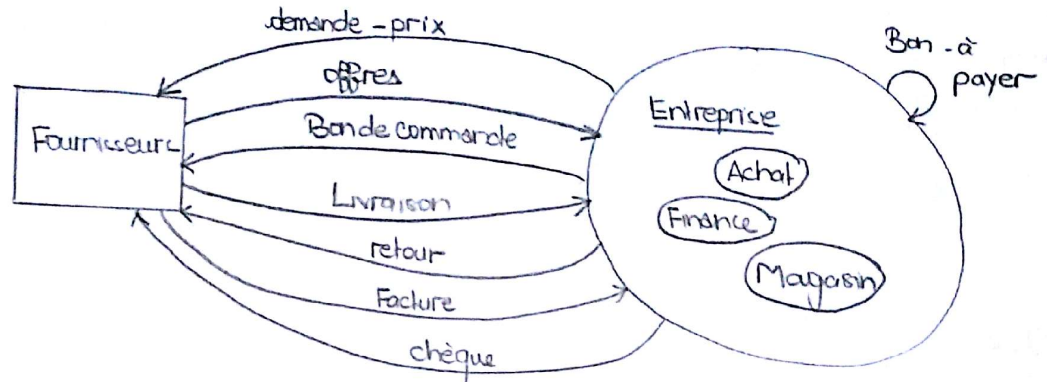 demande-prix
offres
Bon de commande
Livraison
retour
Facture
chèque
Fournisseurs
Entreprise
Achat
Finance
Magasin
Bon-à
payer